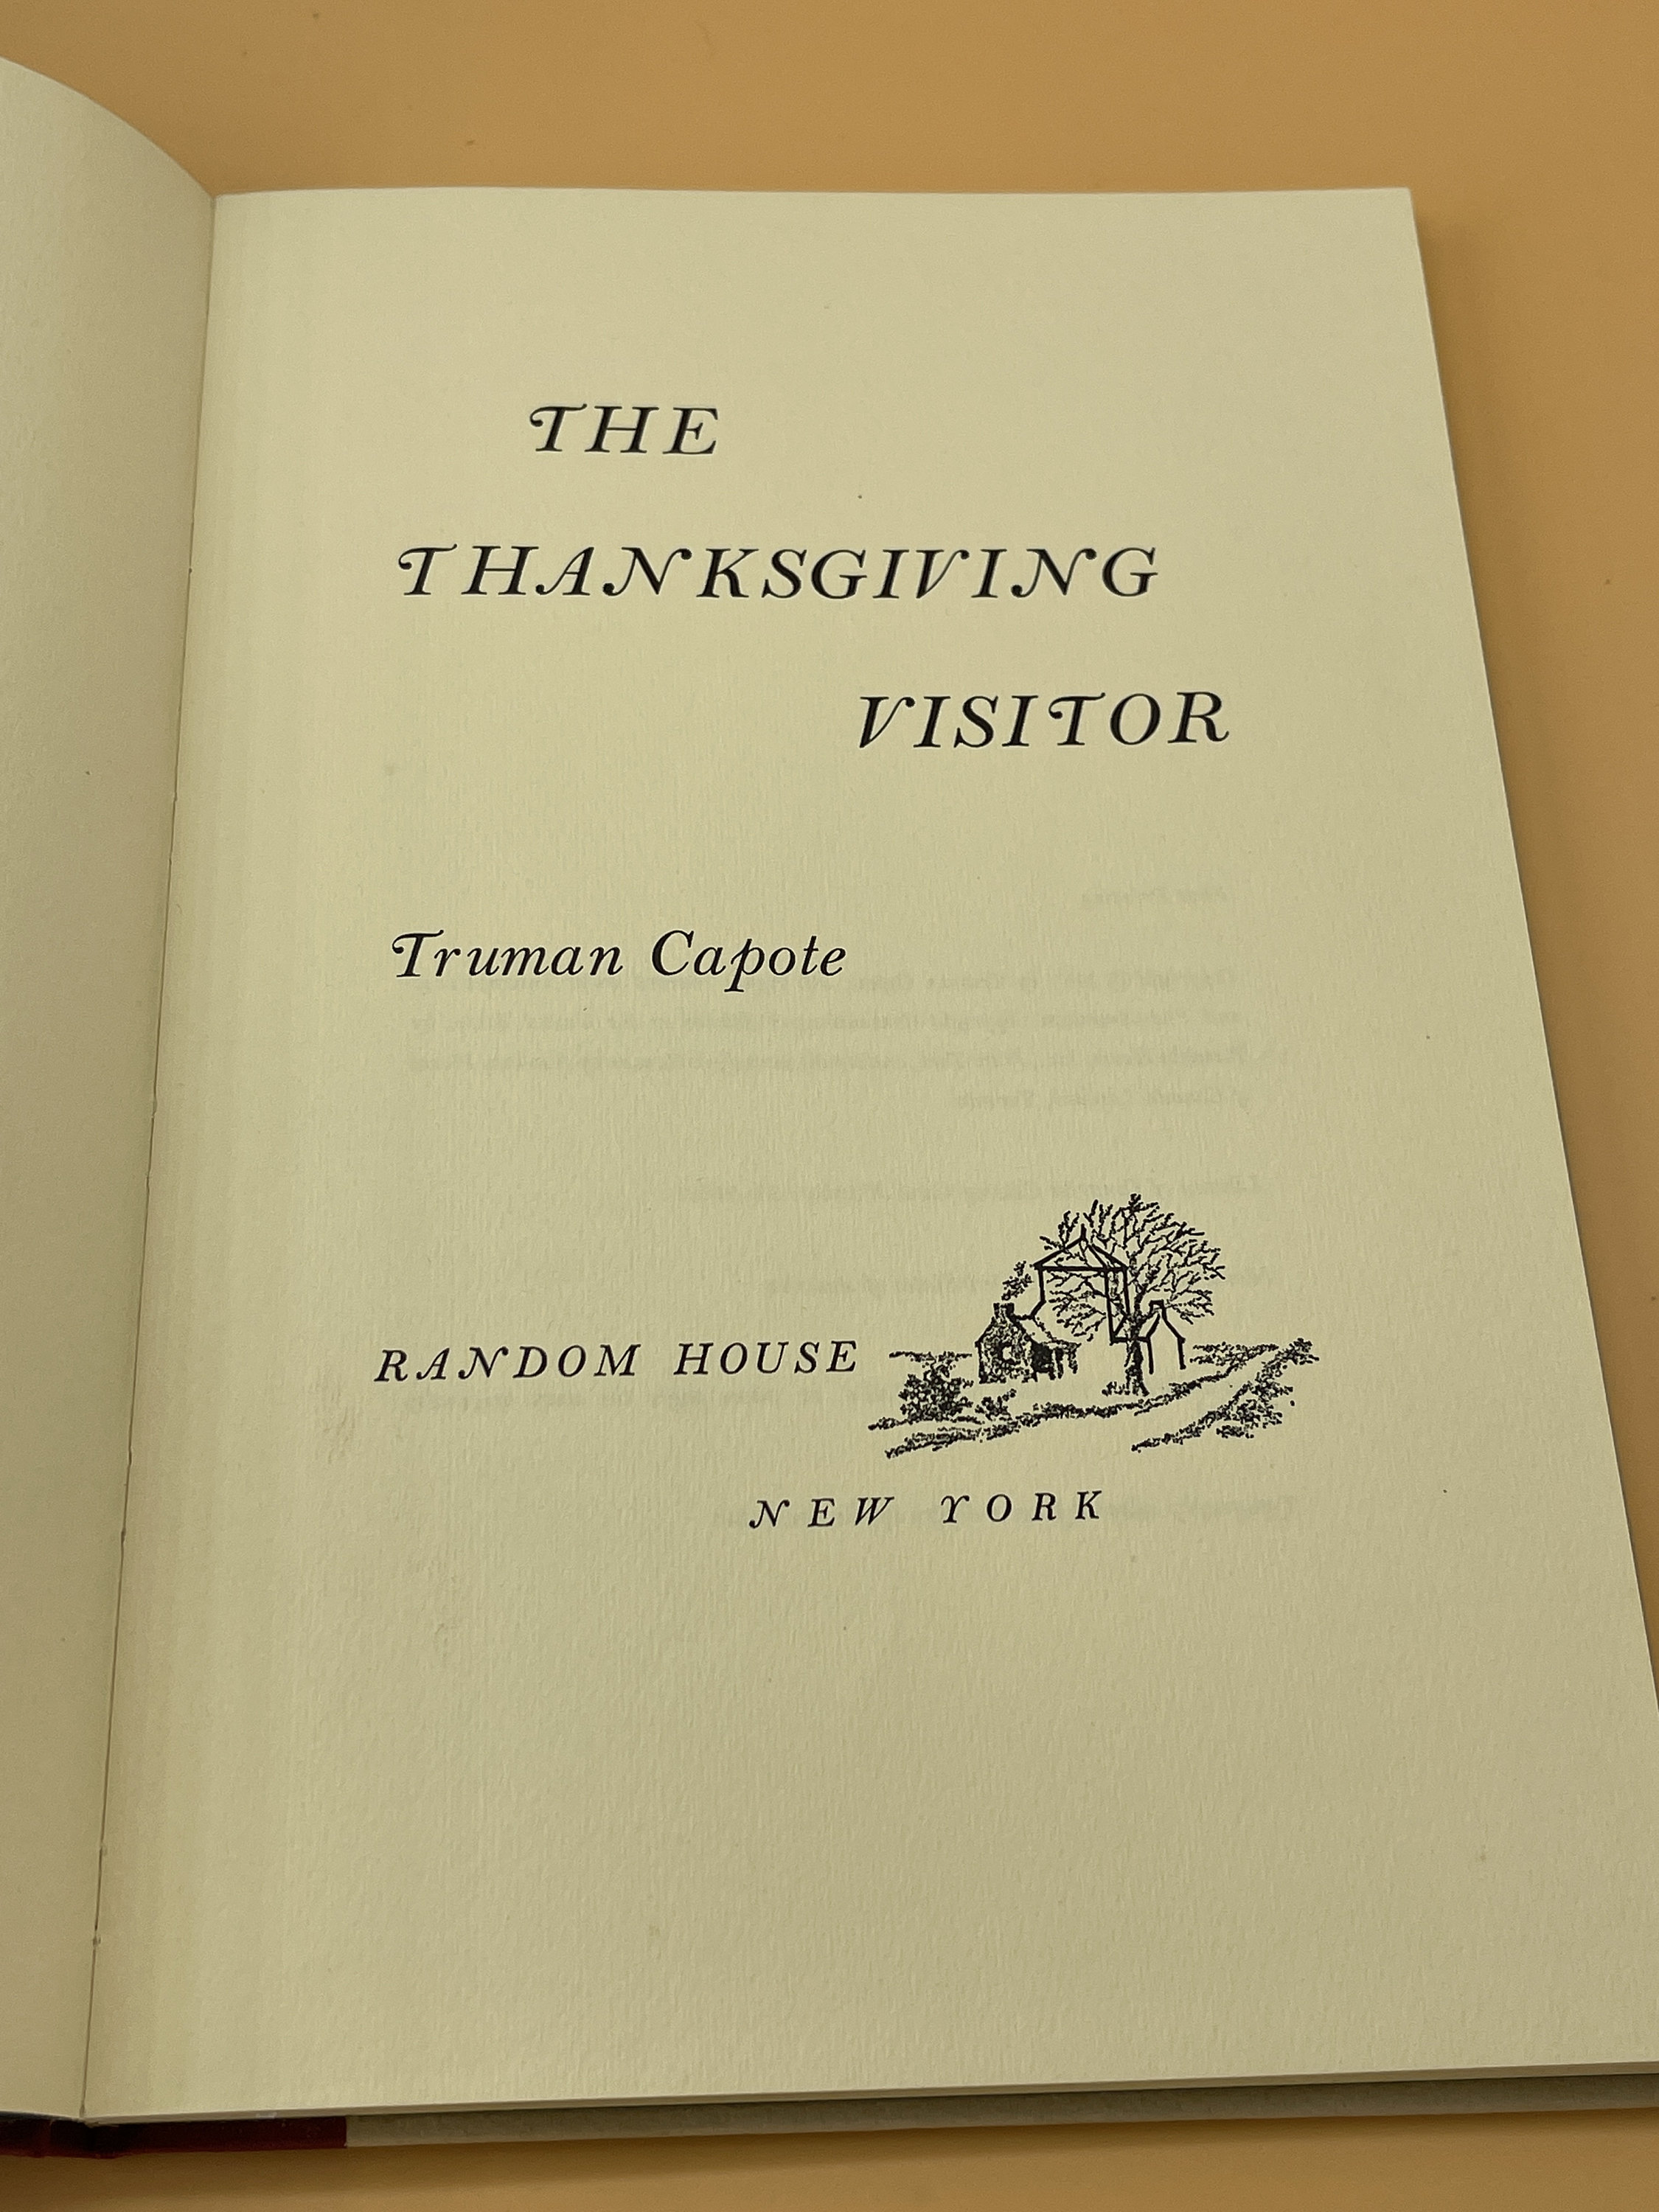 THE
THANKSGIVING
VISITOR
Truman Capote
RANDOM HOUSE
NEW YORK